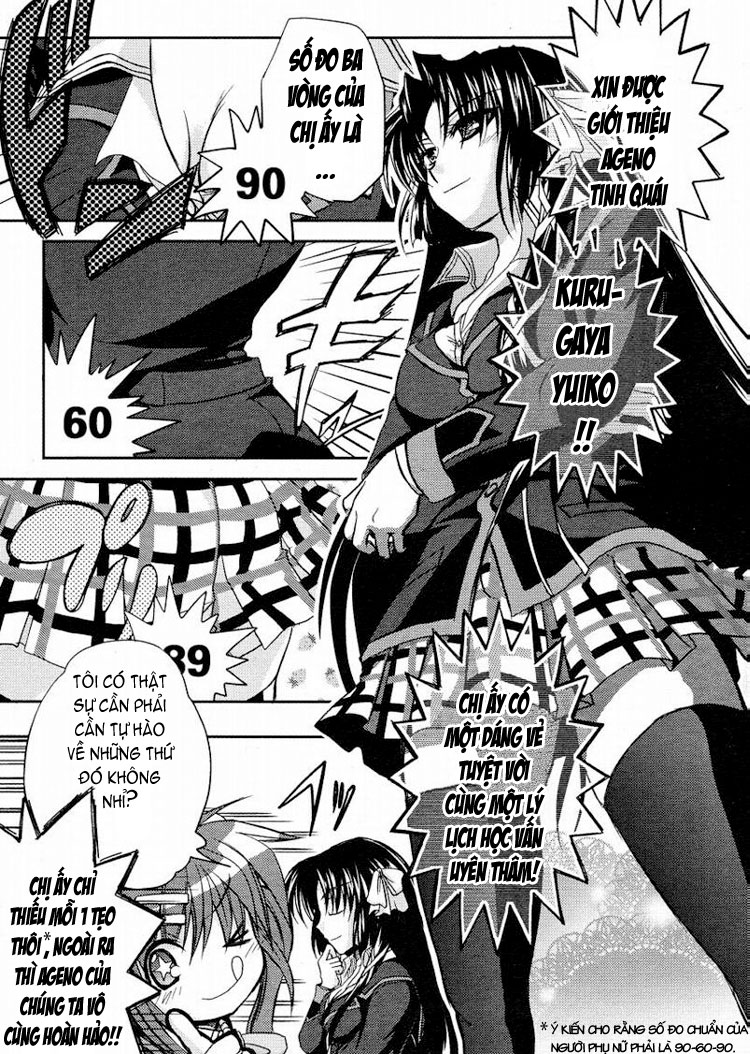 XIN ĐƯỢC
GIỚI THIỆU
AGENO
TINH QUÁI
KURU-
GAYA
YUIKO
!!
SỐ ĐO BA
VÒNG CỦA
CHỊ ẤY LÀ
...
90
60
89
CHỊ ẤY CÓ
MỘT DÁNG VẺ
TUYỆT VỜI
CÙNG MỘT LÝ
LỊCH HỌC VẤN
UYÊN THÂM!
TÔI CÓ THẬT
SỰ CẦN PHẢI
CẦN TỰ HÀO
VỀ NHỮNG THỨ
ĐÓ KHÔNG
NHỈ?
CHỊ ẤY CHỈ
THIẾU MỖI 1 TẸO
THÔI*, NGOÀI RA
THÌ AGENO CỦA
CHÚNG TA VÔ
CÙNG HOÀN HẢO!!
* Ý KIẾN CHO RẰNG SỐ ĐO CHUẨN CỦA
NGƯỜI PHỤ NỮ PHẢI LÀ 90-60-90.